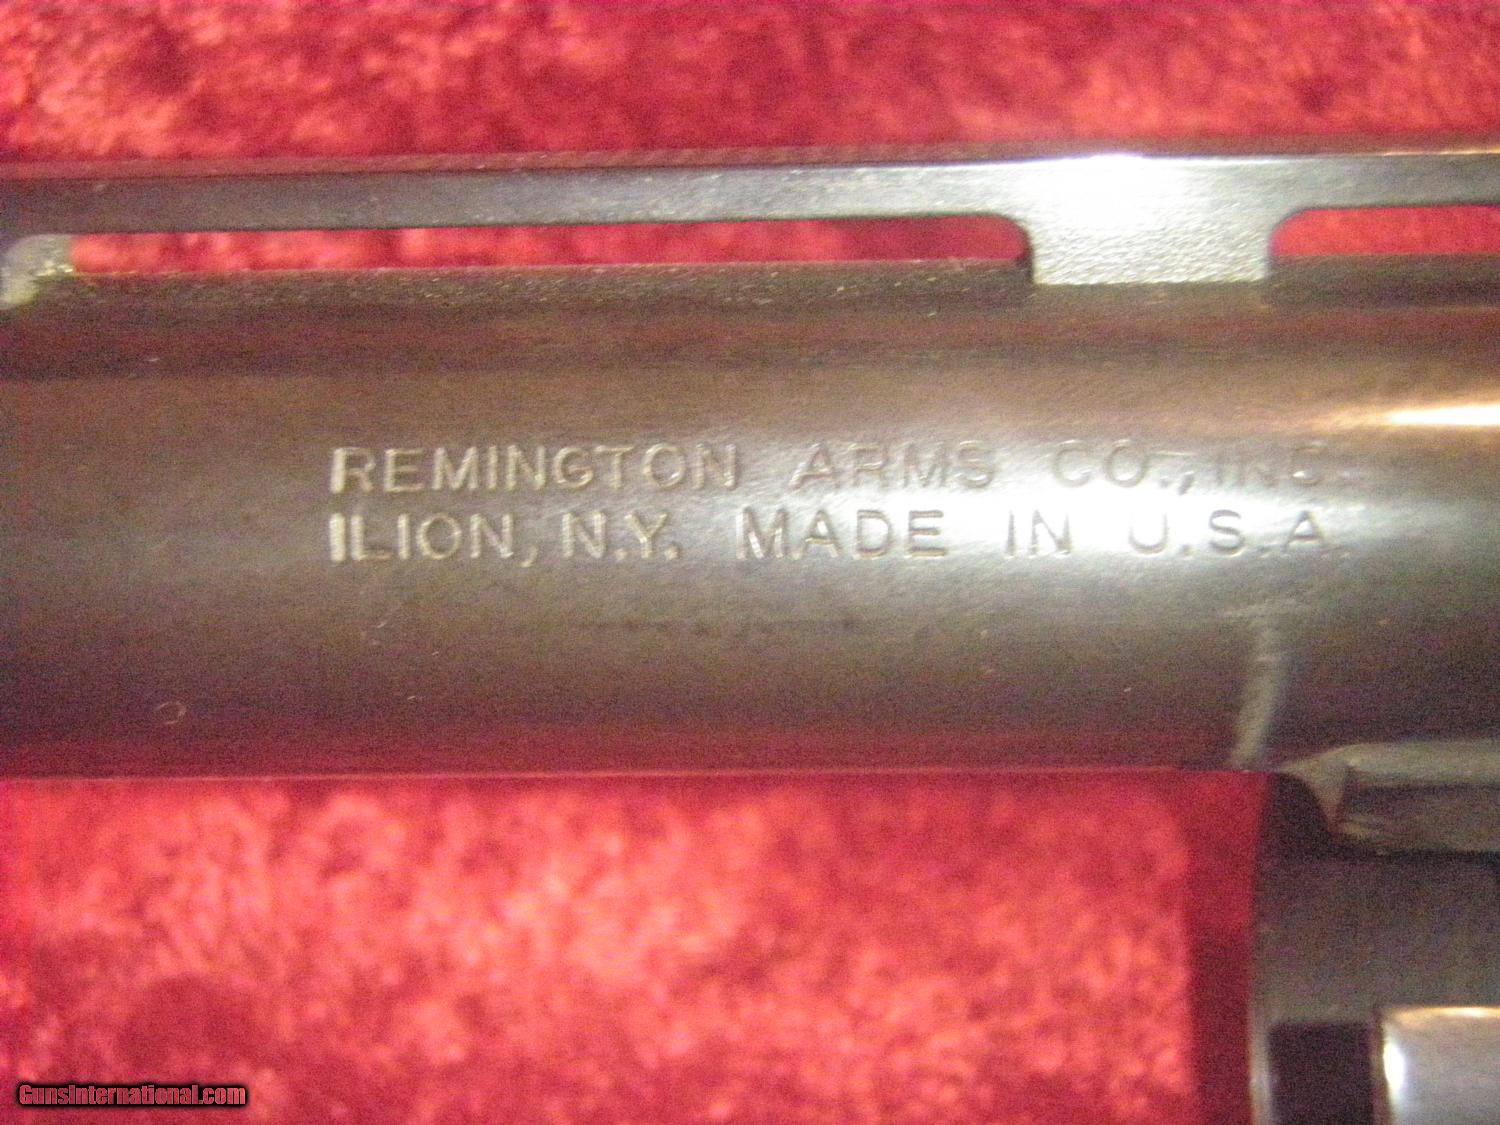 REMINGTON ARMS CO., INC.
ILION, N.Y. MADE IN U.S.A.
GunsInternational.com